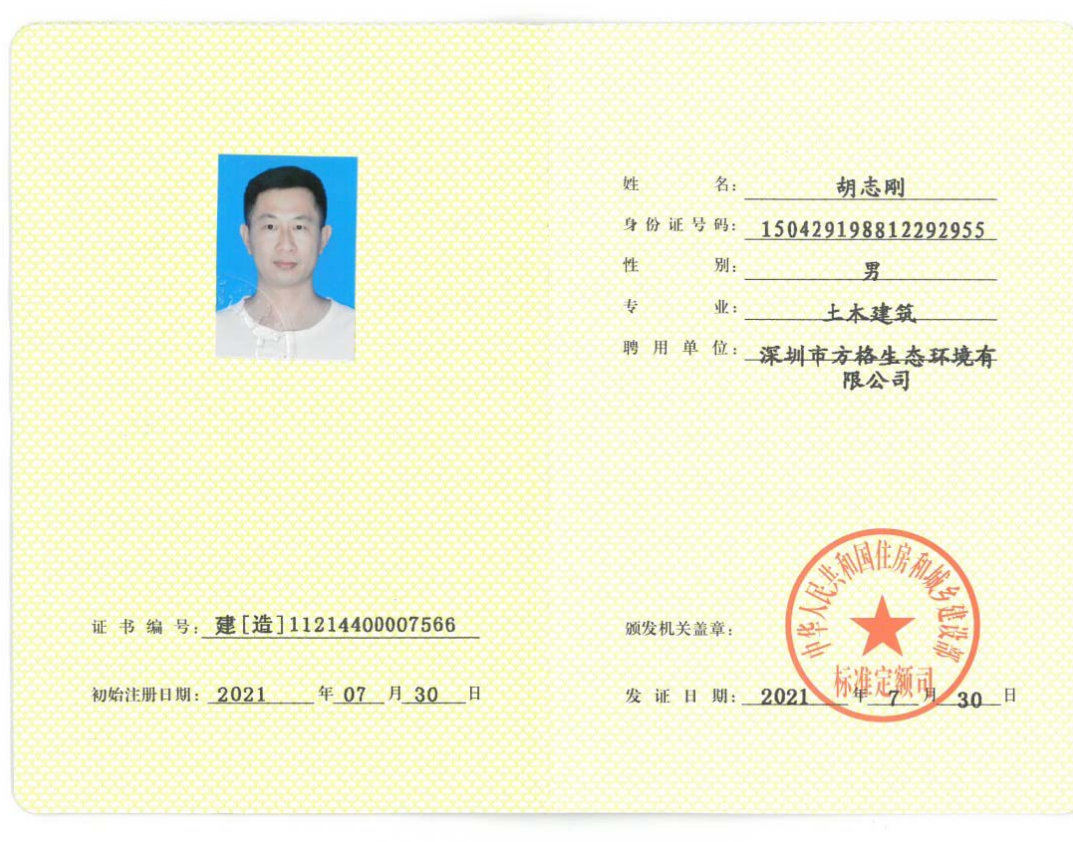 姓 名: 胡志刚
身份证号码: 150429198812292955
性 别: 男
专 业: 土木建筑
聘用单位: 深圳市方格生态环境有
限公司
证书编号: 建[造]11214400007566
初始注册日期: 2021 年 07 月 30 日
颁发机关盖章:
中华人民共和国住房和城乡建设部
标准定额司
发证日期: 2021 年 7 月 30 日